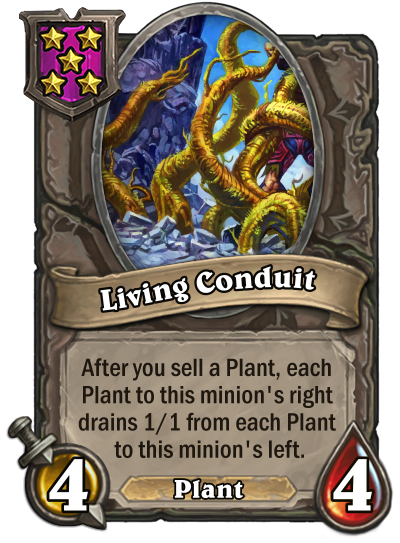 Living Conduit
After you sell a Plant, each
Plant to this minion's right
drains 1/1 from each Plant
to this minion's left.
4
Plant
4